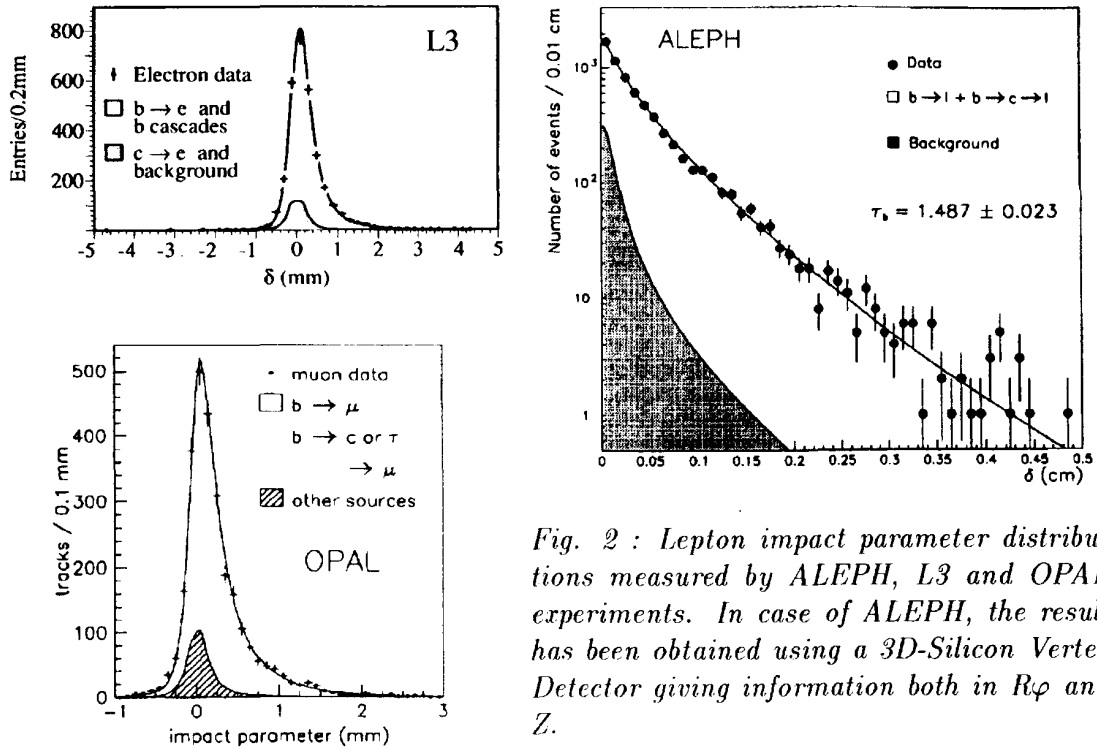 L3
800
600
400
200
Entries/0.2mm
Electron data
b → e and
b cascades
c → e and
background
-5 -4 -3 -2 -1 0 1 2 3 4 5
δ (mm)
ALEPH
10³
10²
10
1
Number of events / 0.01 cm
Data
b → l + b → c → l
Background
τ_b = 1.487 ± 0.023
0 0.05 0.1 0.15 0.2 0.25 0.3 0.35 0.4 0.45 0.5
δ (cm)
500
400
300
200
100
0
tracks / 0.1 mm
muon data
b → μ
b → c or τ
→ μ
other sources
OPAL
−1 0 1 2 3
impact parameter (mm)
Fig. 2 : Lepton impact parameter distribu
tions measured by ALEPH, L3 and OPAL
experiments. In case of ALEPH, the resul
has been obtained using a 3D-Silicon Verte
Detector giving information both in Rφ an
Z.